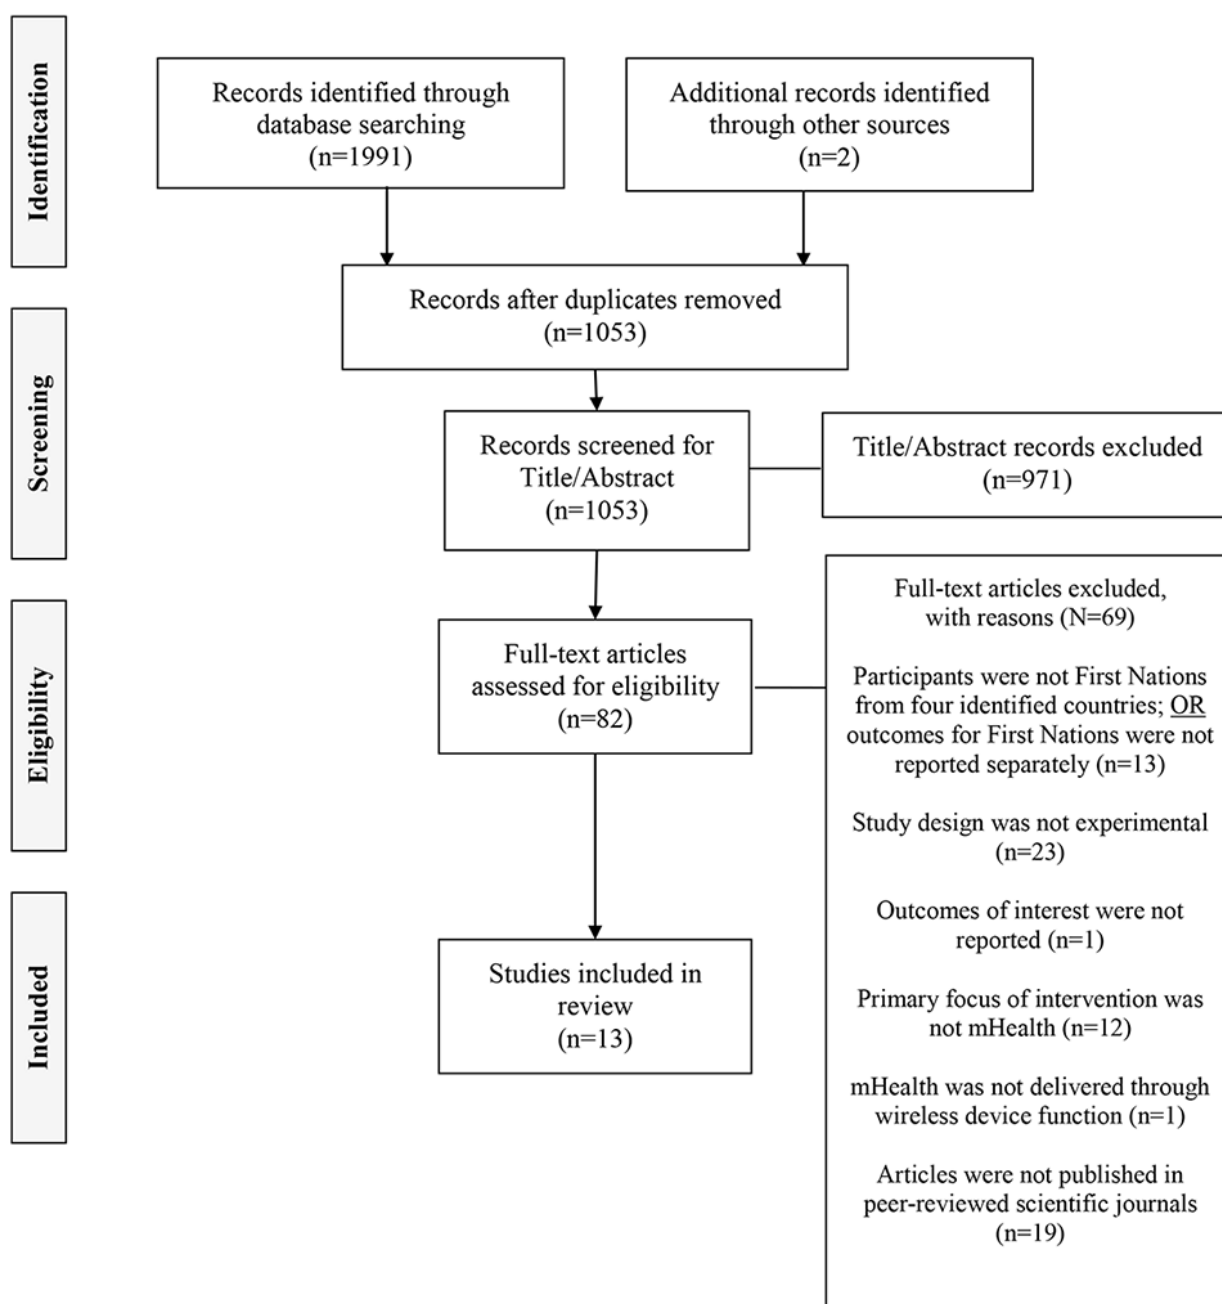 Identification
Records identified through
database searching
(n=1991)
Additional records identified
through other sources
(n=2)
Records after duplicates removed
(n=1053)
Screening
Records screened for
Title/Abstract
(n=1053)
Title/Abstract records excluded
(n=971)
Eligibility
Full-text articles
assessed for eligibility
(n=82)
Full-text articles excluded,
with reasons (N=69)
Participants were not First Nations
from four identified countries; OR
outcomes for First Nations were not
reported separately (n=13)
Study design was not experimental
(n=23)
Outcomes of interest were not
reported (n=1)
Primary focus of intervention was
not mHealth (n=12)
mHealth was not delivered through
wireless device function (n=1)
Articles were not published in
peer-reviewed scientific journals
(n=19)
Included
Studies included in
review
(n=13)